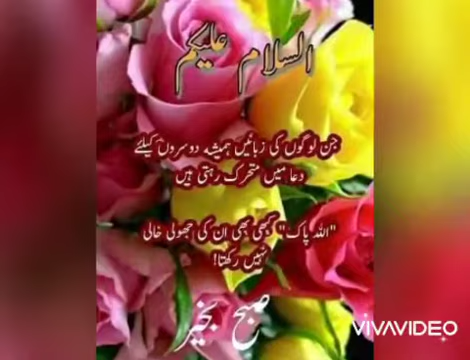 السلام علیکم
جن لوگوں کی زبانیں ہمیشہ دوسروں کیلئے
دعا میں متحرک رہتی ہیں
"اللہ پاک" کبھی بھی ان کی جھولی خالی
نہیں رکھتا!
صبح بخیر
VIVAVIDEO